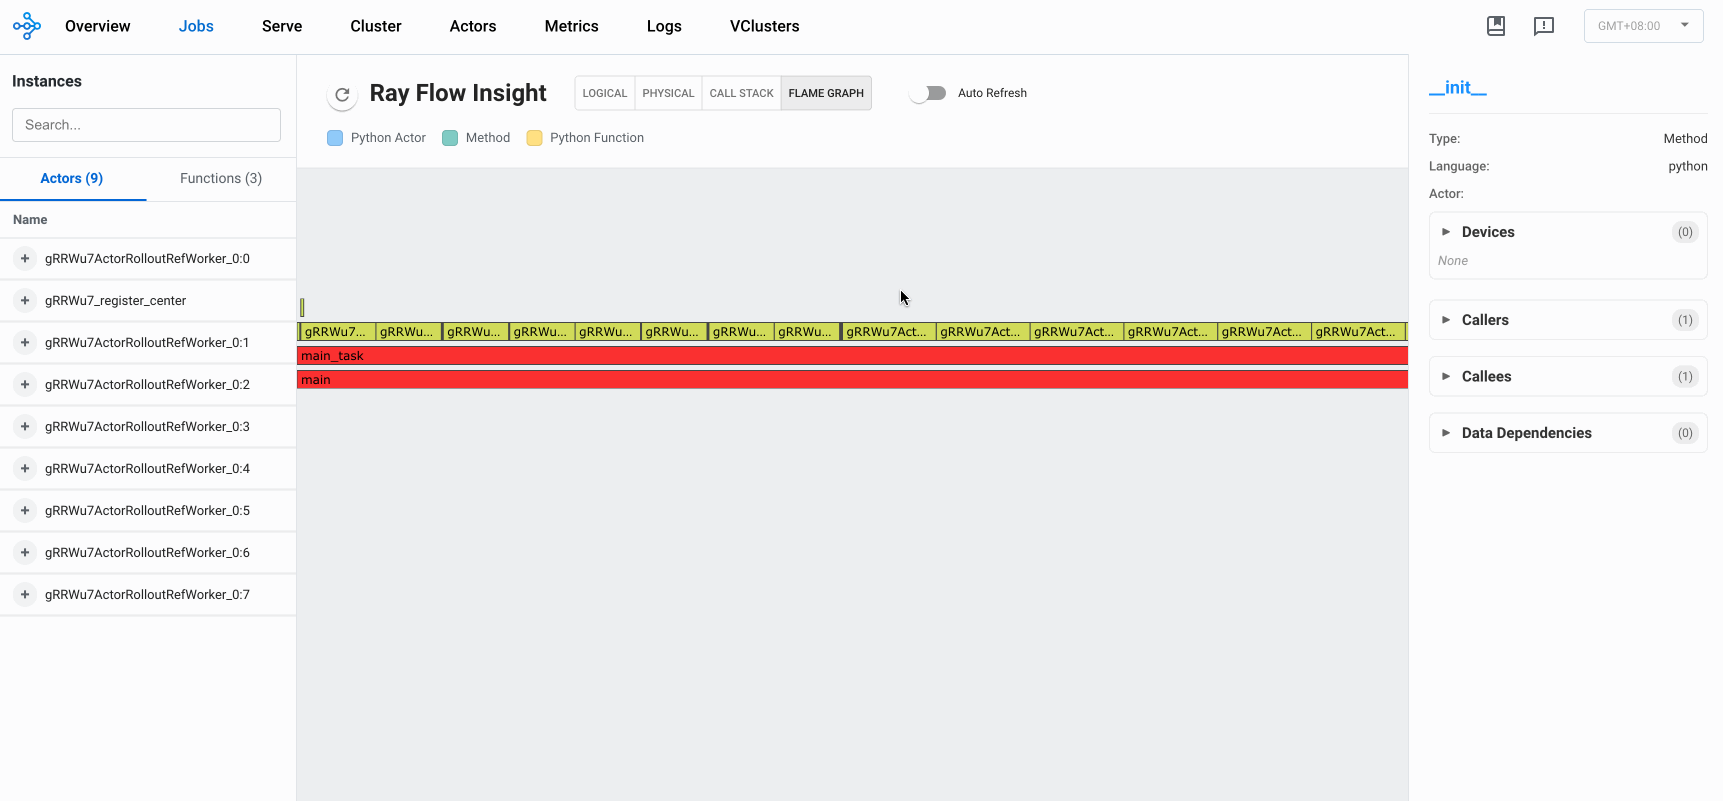 Overview Jobs Serve Cluster Actors Metrics Logs VClusters GMT+08:00
Instances
Search...
Actors (9) Functions (3)
Name
gRRWu7ActorRolloutRefWorker_0:0
gRRWu7_register_center
gRRWu7ActorRolloutRefWorker_0:1
gRRWu7ActorRolloutRefWorker_0:2
gRRWu7ActorRolloutRefWorker_0:3
gRRWu7ActorRolloutRefWorker_0:4
gRRWu7ActorRolloutRefWorker_0:5
gRRWu7ActorRolloutRefWorker_0:6
gRRWu7ActorRolloutRefWorker_0:7
Ray Flow Insight LOGICAL PHYSICAL CALL STACK FLAME GRAPH Auto Refresh
Python Actor Method Python Function
gRRWu7... gRRWu... gRRWu... gRRWu... gRRWu... gRRWu... gRRWu... gRRWu... gRRWu7Act... gRRWu7Act... gRRWu7Act... gRRWu7Act... gRRWu7Act... gRRWu7Act...
main_task
main
__init__
Type: Method
Language: python
Actor:
Devices (0)
None
Callers (1)
Callees (1)
Data Dependencies (0)